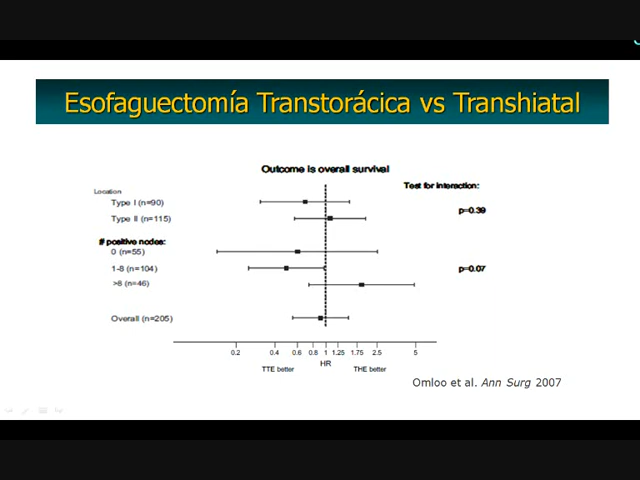 Esofaguectomía Transtorácica vs Transhiatal
Outcome is overall survival
Location
Test for interaction:
Type I (n=90)
p=0.39
Type II (n=115)
# positive nodes:
0 (n=55)
1-8 (n=104)
p=0.07
>8 (n=46)
Overall (n=205)
0.2 0.4 0.6 0.8 1 1.25 1.75 2.5 5
HR
TTE better THE better
Omloo et al. Ann Surg 2007